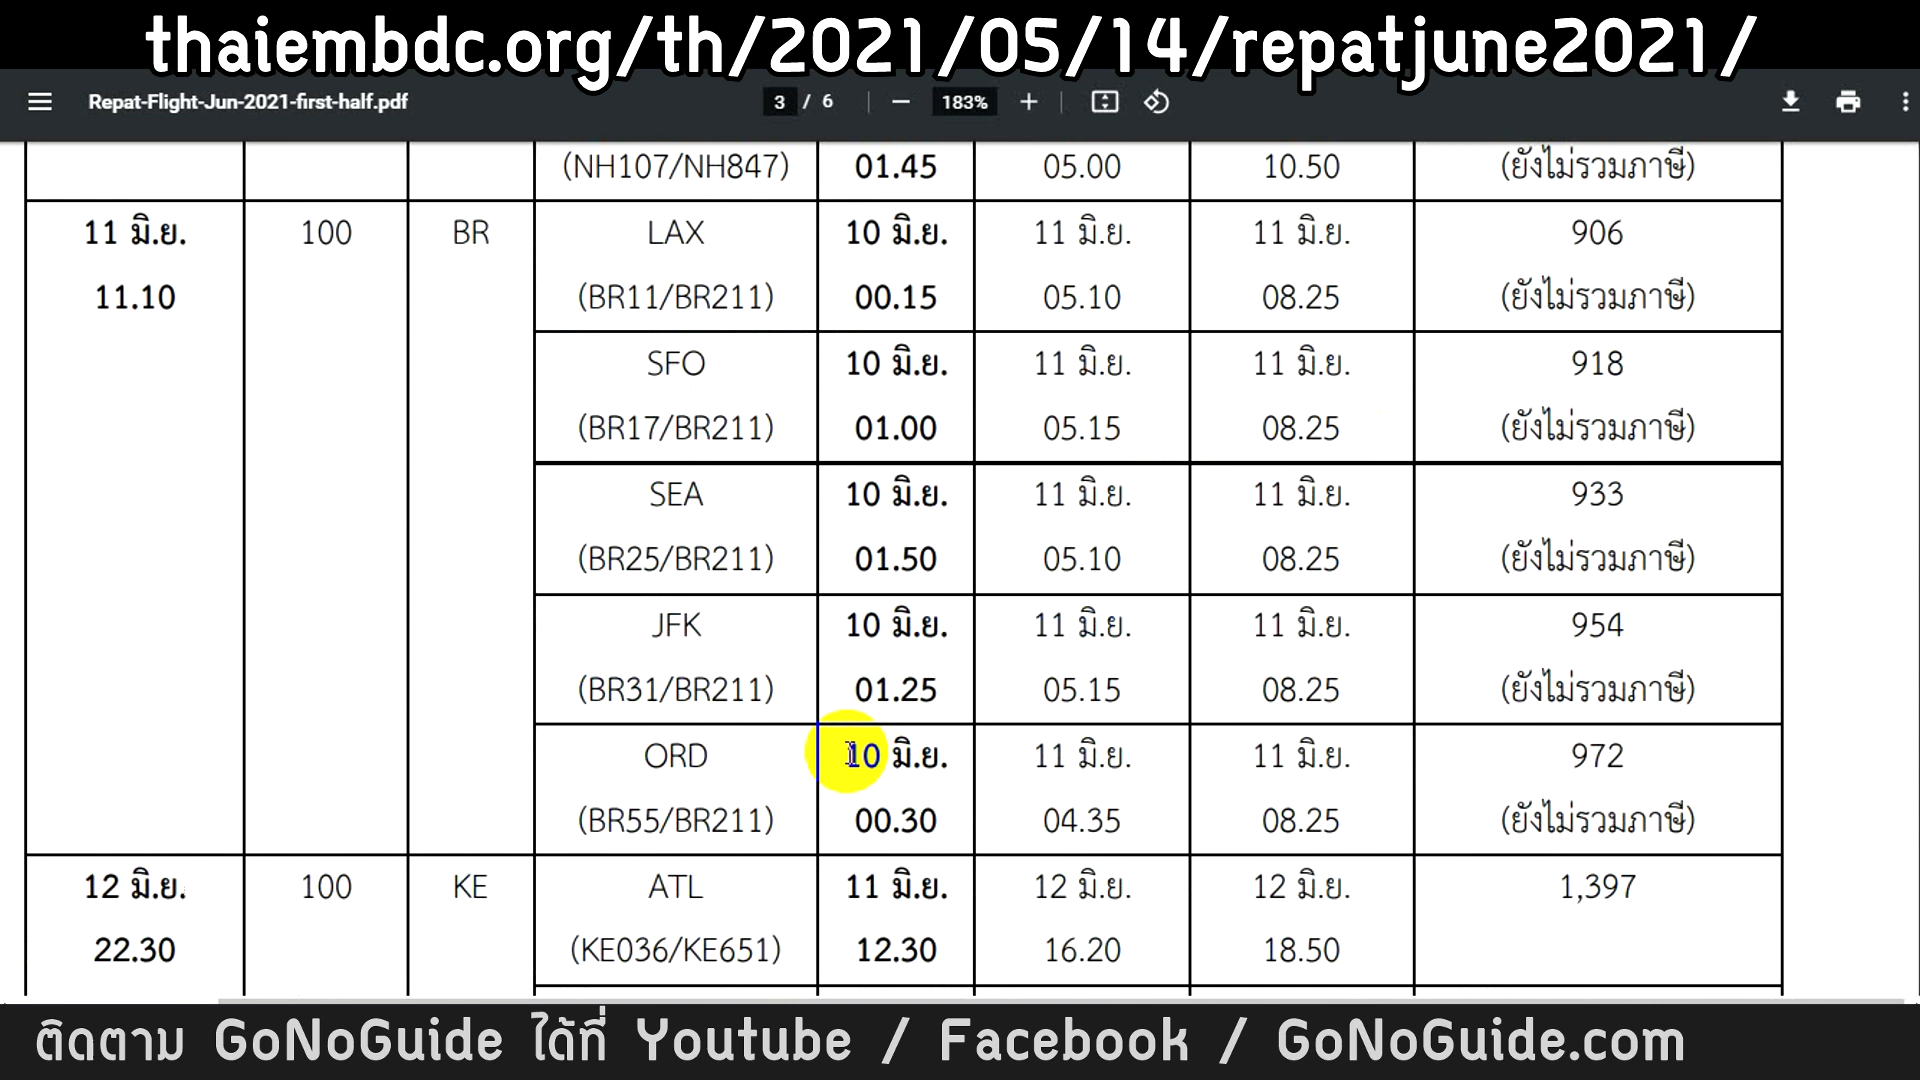 thaiembdc.org/th/2021/05/14/repatjune2021/
Repat-Flight-Jun-2021-first-half.pdf 3 / 6 183%
(NH107/NH847) 01.45 05.00 10.50 (ยังไม่รวมภาษี)
11 มิ.ย. 100 BR LAX 10 มิ.ย. 11 มิ.ย. 11 มิ.ย. 906
11.10 (BR11/BR211) 00.15 05.10 08.25 (ยังไม่รวมภาษี)
SFO 10 มิ.ย. 11 มิ.ย. 11 มิ.ย. 918
(BR17/BR211) 01.00 05.15 08.25 (ยังไม่รวมภาษี)
SEA 10 มิ.ย. 11 มิ.ย. 11 มิ.ย. 933
(BR25/BR211) 01.50 05.10 08.25 (ยังไม่รวมภาษี)
JFK 10 มิ.ย. 11 มิ.ย. 11 มิ.ย. 954
(BR31/BR211) 01.25 05.15 08.25 (ยังไม่รวมภาษี)
ORD 10 มิ.ย. 11 มิ.ย. 11 มิ.ย. 972
(BR55/BR211) 00.30 04.35 08.25 (ยังไม่รวมภาษี)
12 มิ.ย. 100 KE ATL 11 มิ.ย. 12 มิ.ย. 12 มิ.ย. 1,397
22.30 (KE036/KE651) 12.30 16.20 18.50
ติดตาม GoNoGuide ได้ที่ Youtube / Facebook / GoNoGuide.com